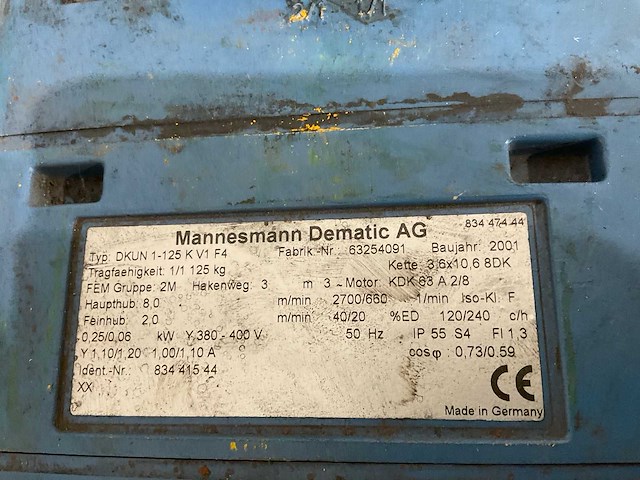 Mannesmann Dematic AG 834 474 44
Typ: DKUN 1-125 K V1 F4 Fabrik.-Nr. 63254091 Baujahr: 2001
Tragfaehigkeit: 1/1 125 kg Kette: 3,6x10,6 8DK
FEM Gruppe: 2M Hakenweg: 3 m 3~Motor: KDK 63 A 2/8
Haupthub: 8,0 m/min 2700/660 1/min Iso-Kl. F
Feinhub: 2,0 m/min 40/20 %ED 120/240 c/h
0,25/0,06 kW Y 380 - 400 V 50 Hz IP 55 S4 FI 1,3
Y 1,10/1,20 1,00/1,10 A cosφ 0,73/0.59
Ident.-Nr.: 834 415 44
XX
CE
Made in Germany